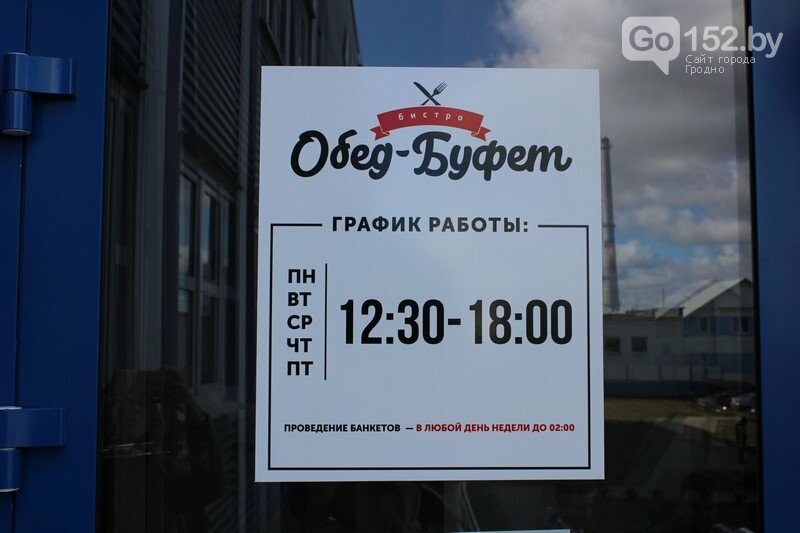 Go152.by
Сайт города
Гродно
бистро
Обед-Буфет
ГРАФИК РАБОТЫ:
ПН
ВТ
СР
ЧТ
ПТ
12:30-18:00
ПРОВЕДЕНИЕ БАНКЕТОВ — В ЛЮБОЙ ДЕНЬ НЕДЕЛИ ДО 02:00